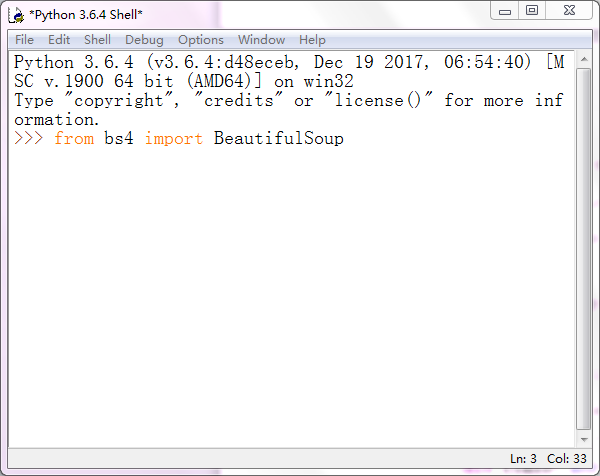 *Python 3.6.4 Shell*
File Edit Shell Debug Options Window Help
Python 3.6.4 (v3.6.4:d48eceb, Dec 19 2017, 06:54:40) [M
SC v.1900 64 bit (AMD64)] on win32
Type "copyright", "credits" or "license()" for more inf
ormation.
>>> from bs4 import BeautifulSoup
Ln: 3 Col: 33